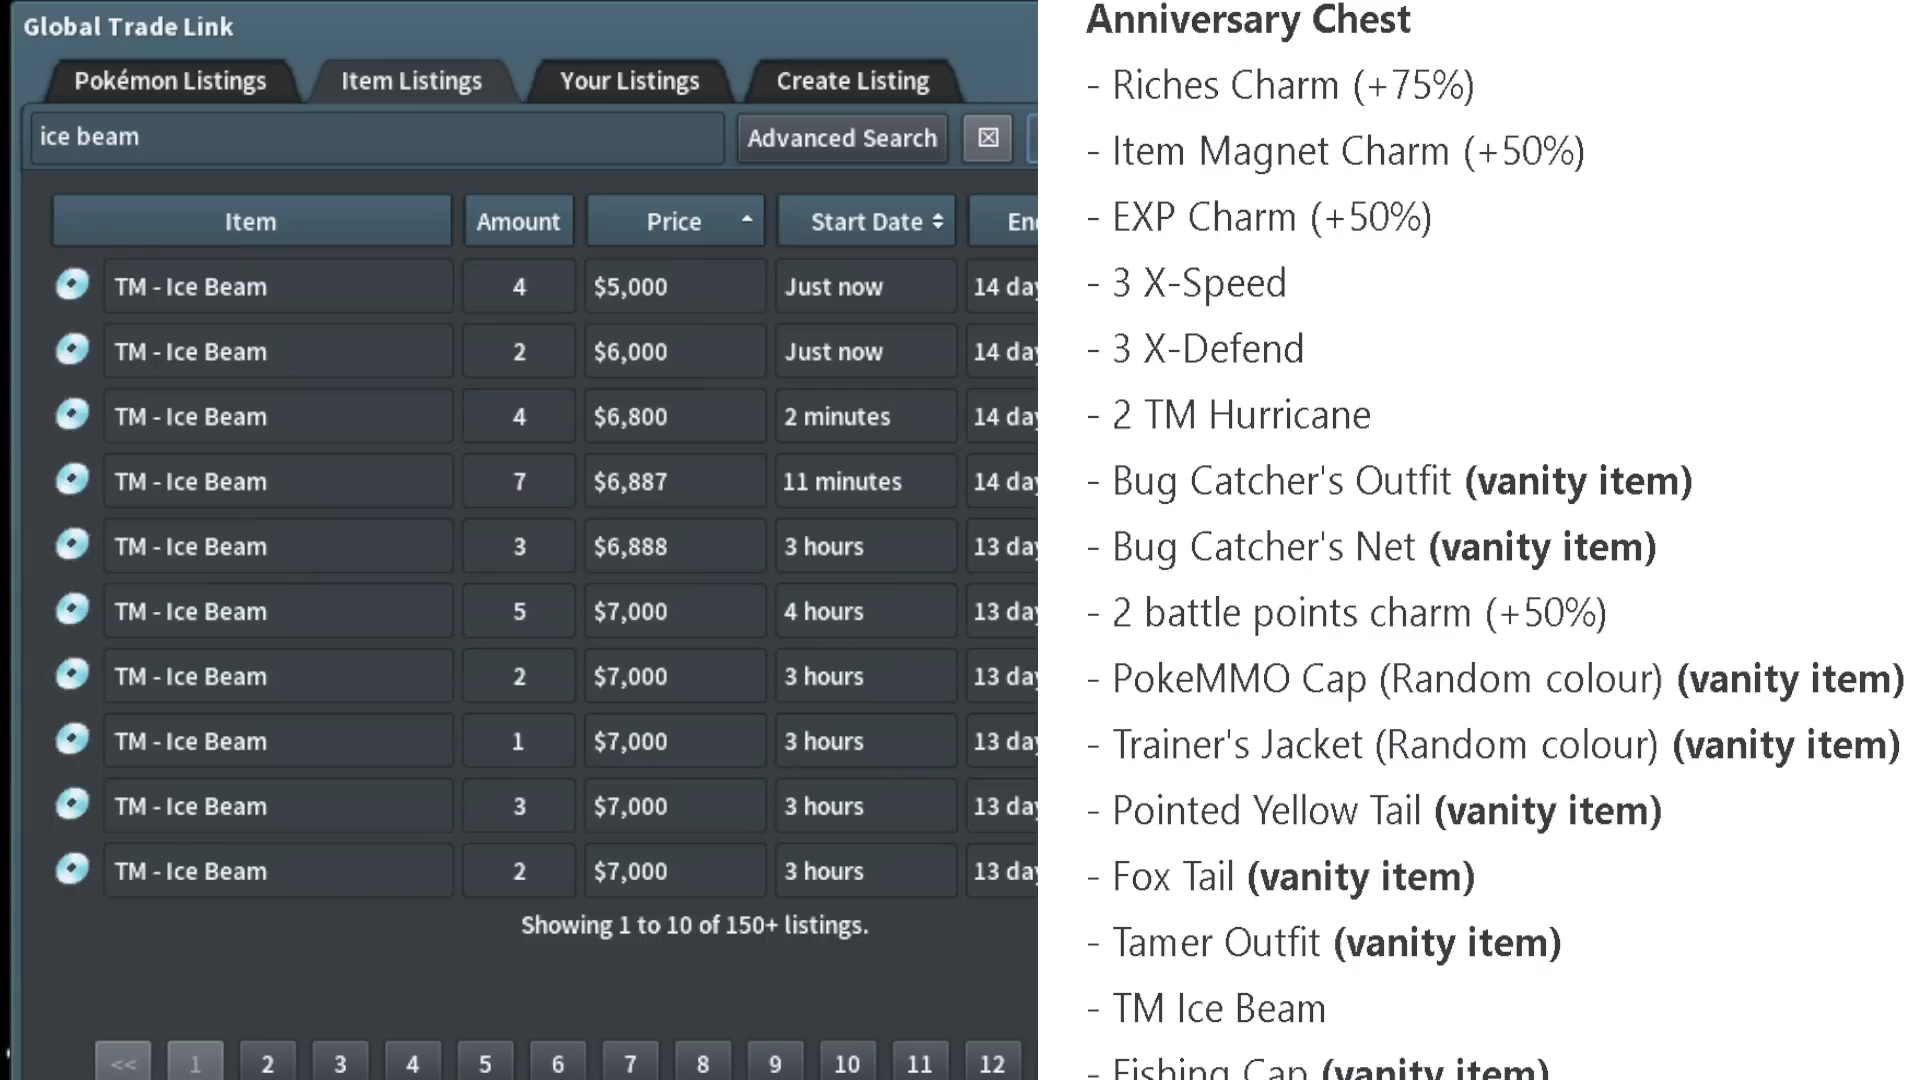 Global Trade Link
Pokémon Listings Item Listings Your Listings Create Listing
ice beam Advanced Search
Item Amount Price Start Date
TM - Ice Beam 4 $5,000 Just now 14
TM - Ice Beam 2 $6,000 Just now 14
TM - Ice Beam 4 $6,800 2 minutes 14
TM - Ice Beam 7 $6,887 11 minutes 14
TM - Ice Beam 3 $6,888 3 hours 13
TM - Ice Beam 5 $7,000 4 hours 13
TM - Ice Beam 2 $7,000 3 hours 13
TM - Ice Beam 1 $7,000 3 hours 13
TM - Ice Beam 3 $7,000 3 hours 13
TM - Ice Beam 2 $7,000 3 hours 13
Showing 1 to 10 of 150+ listings.
<< 1 2 3 4 5 6 7 8 9 10 11 12
Anniversary Chest
- Riches Charm (+75%)
- Item Magnet Charm (+50%)
- EXP Charm (+50%)
- 3 X-Speed
- 3 X-Defend
- 2 TM Hurricane
- Bug Catcher's Outfit (vanity item)
- Bug Catcher's Net (vanity item)
- 2 battle points charm (+50%)
- PokeMMO Cap (Random colour) (vanity item)
- Trainer's Jacket (Random colour) (vanity item)
- Pointed Yellow Tail (vanity item)
- Fox Tail (vanity item)
- Tamer Outfit (vanity item)
- TM Ice Beam
- Fishing Cap (vanity item)